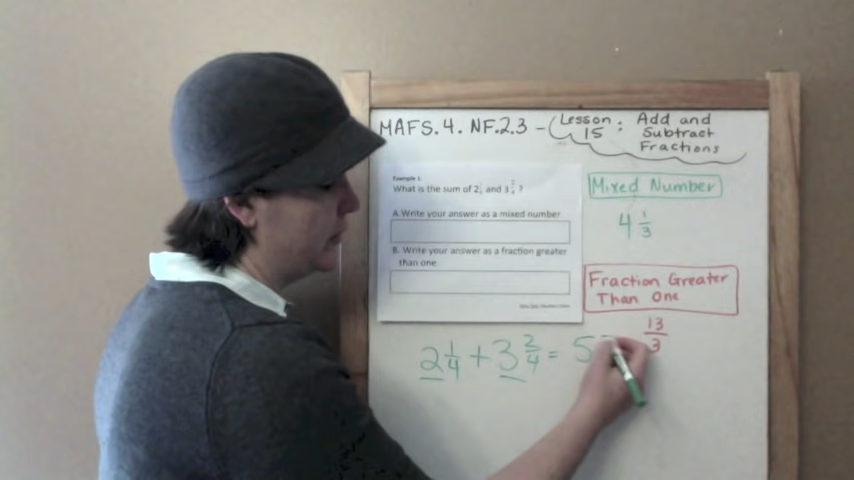 MAFS.4.NF.2.3 - Lesson 15: Add and Subtract Fractions
Example 1:
What is the sum of 2 1/4 and 3 2/4 ?
A. Write your answer as a mixed number
B. Write your answer as a fraction greater
than one
Mixed Number
4 1/3
Fraction Greater
Than One
13/3
2 1/4 + 3 2/4 = 5